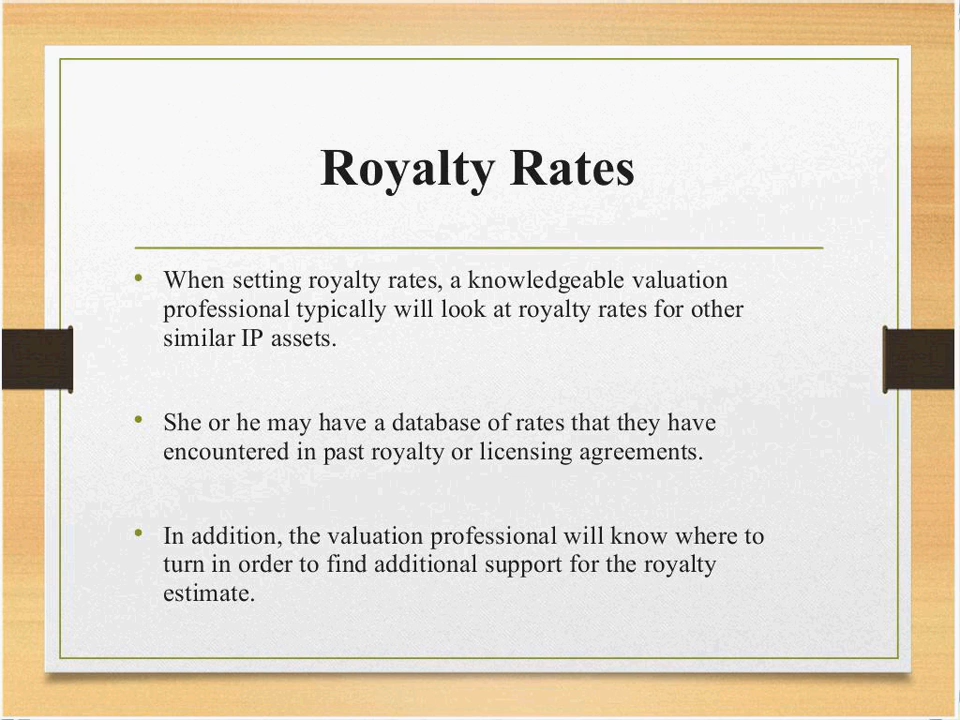 Royalty Rates
• When setting royalty rates, a knowledgeable valuation
professional typically will look at royalty rates for other
similar IP assets.
• She or he may have a database of rates that they have
encountered in past royalty or licensing agreements.
• In addition, the valuation professional will know where to
turn in order to find additional support for the royalty
estimate.